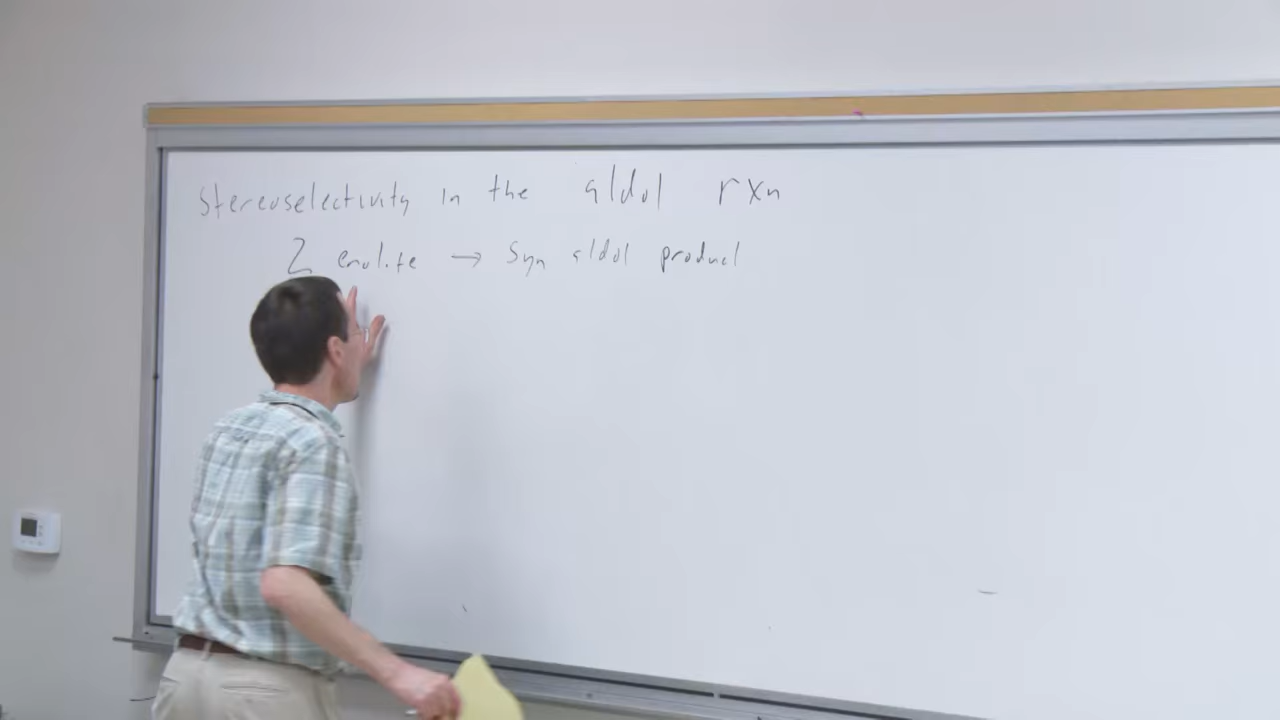 Stereoselectivity in the aldol rxn
Z enolate → Syn aldol product